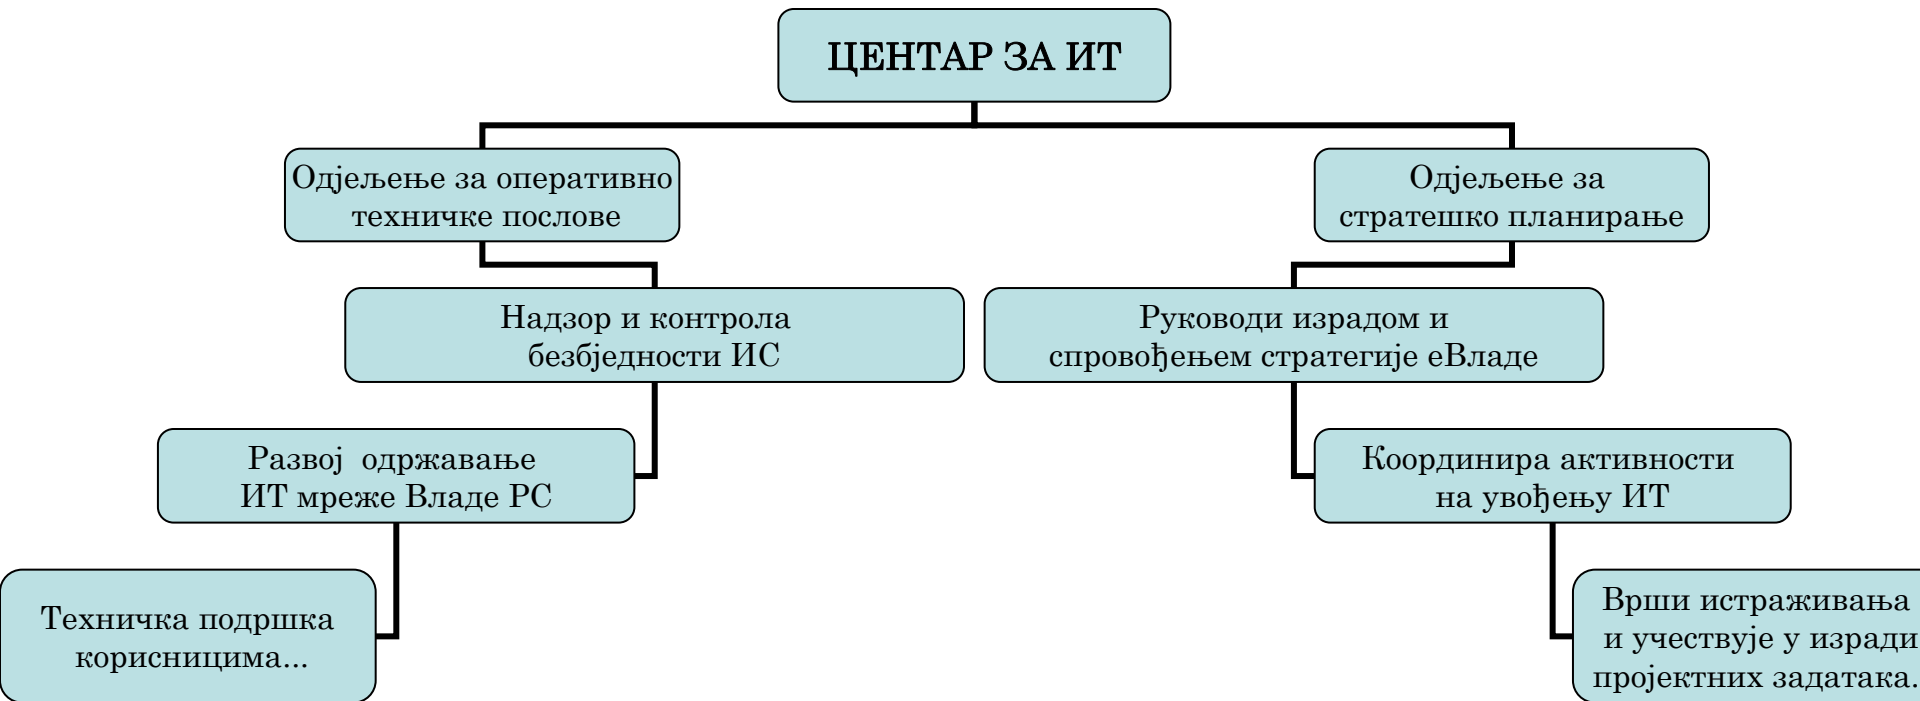 ЦЕНТАР ЗА ИТ
Одјељење за оперативно
техничке послове
Одјељење за
стратешко планирање
Надзор и контрола
безбједности ИС
Руководи израдом и
спровођењем стратегије еВладе
Развој  одржавање
ИТ мреже Владе РС
Координира активности
на увођењу ИТ
Техничка подршка
корисницима...
Врши истраживања
и учествује у изради
пројектних задатака.